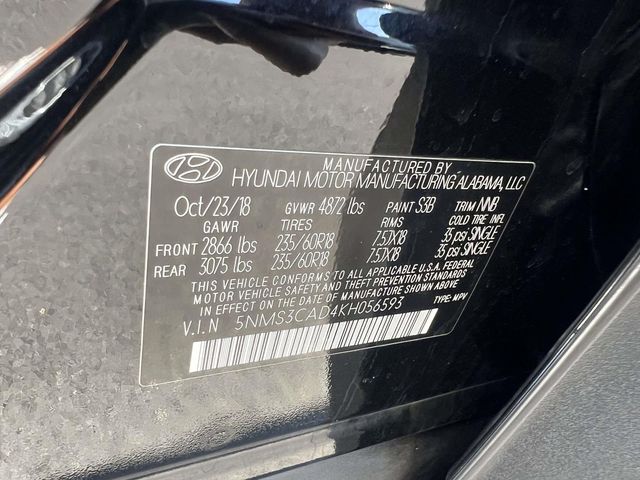 MANUFACTURED BY
HYUNDAI MOTOR MANUFACTURING ALABAMA, LLC
Oct/23/18 GVWR 4872 lbs PAINT S3B TRIM NNB
GAWR TIRES RIMS COLD TIRE INFL
FRONT 2866 lbs 235/60R18 7.5JX18 35 psi SINGLE
REAR 3075 lbs 235/60R18 7.5JX18 35 psi SINGLE
THIS VEHICLE CONFORMS TO ALL APPLICABLE U.S.A. FEDERAL
MOTOR VEHICLE SAFETY AND THEFT PREVENTION STANDARDS
IN EFFECT ON THE DATE OF MANUFACTURE SHOWN ABOVE.
V.I.N 5NMS3CAD4KH056593 TYPE: MPV